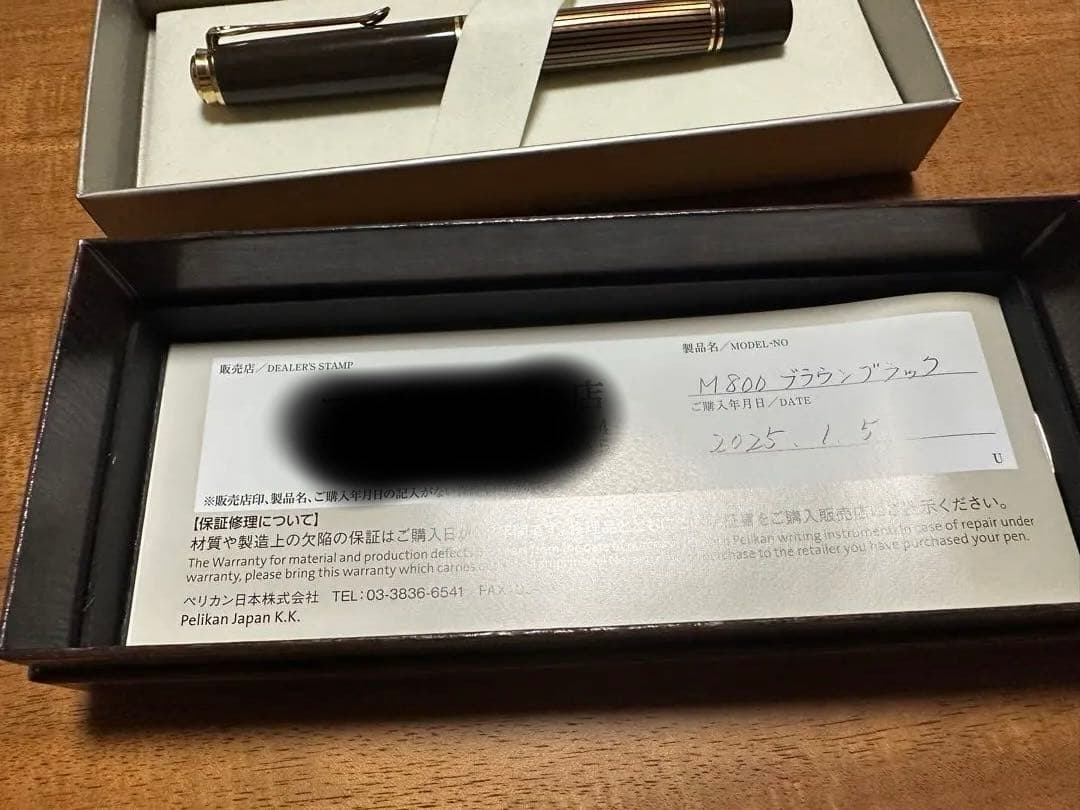 販売店/DEALER'S STAMP
店
製品名/MODEL-NO
M800 ブラウンブラック
ご購入年月日/DATE
2025.1.5
U
※販売店印、製品名、ご購入年月日の記入がな
【保証修理について】
材質や製造上の欠陥の保証はご購入日か 証書をご購入販売店にご提示ください。
The Warranty for material and production defect Pelikan writing instrument. In case of repair under
warranty, please bring this warranty which carries purchase to the retailer you have purchased your pen.
ペリカン日本株式会社 TEL:03-3836-6541 FAX:
Pelikan Japan K.K.